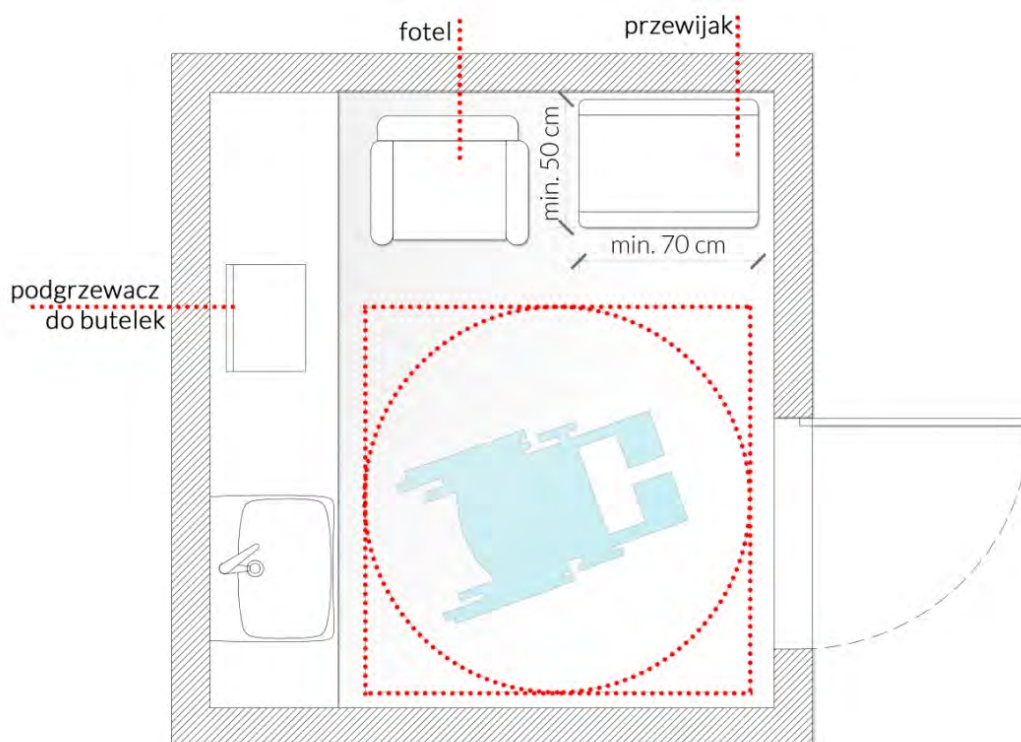 fotel
przewijak
min. 50 cm
min. 70 cm
podgrzewacz
do butelek